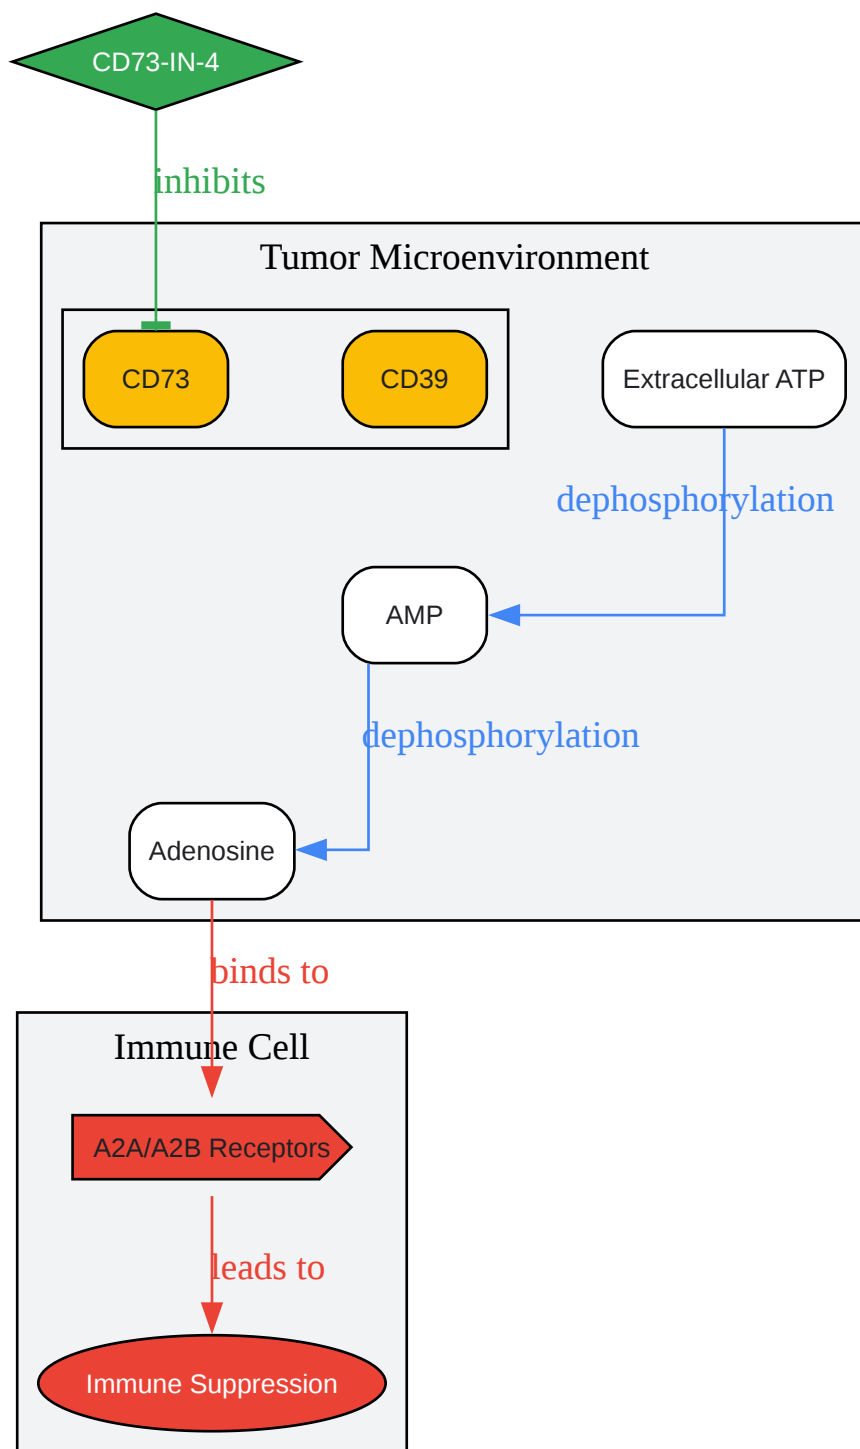 CD73-IN-4
inhibits
Tumor Microenvironment
CD73
CD39
Extracellular ATP
dephosphorylation
AMP
dephosphorylation
Adenosine
binds to
Immune Cell
A2A/A2B Receptors
leads to
Immune Suppression